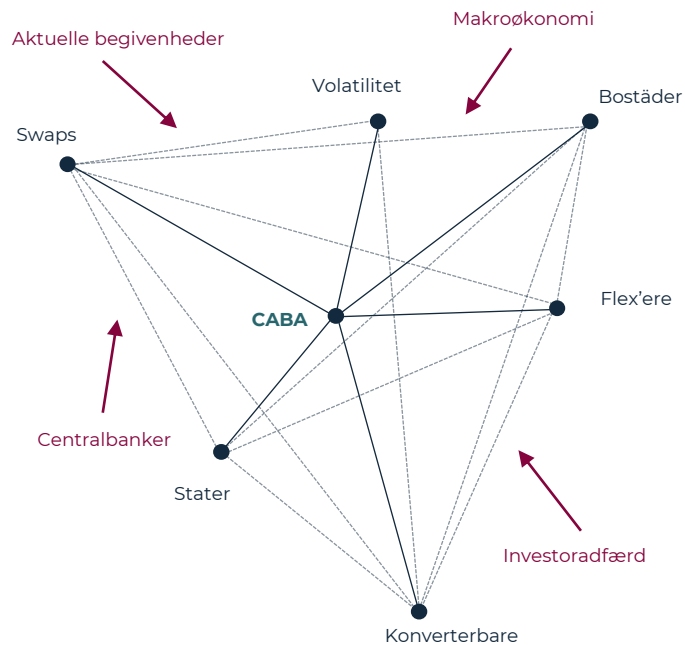 Makroøkonomi
Aktuelle begivenheder
Volatilitet
Bostäder
Swaps
Flex’ere
CABA
Centralbanker
Stater
Investoradfærd
Konverterbare